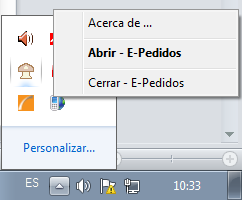 Acerca de ...
Abrir - E-Pedidos
Cerrar - E-Pedidos
Personalizar...
ES
10:33